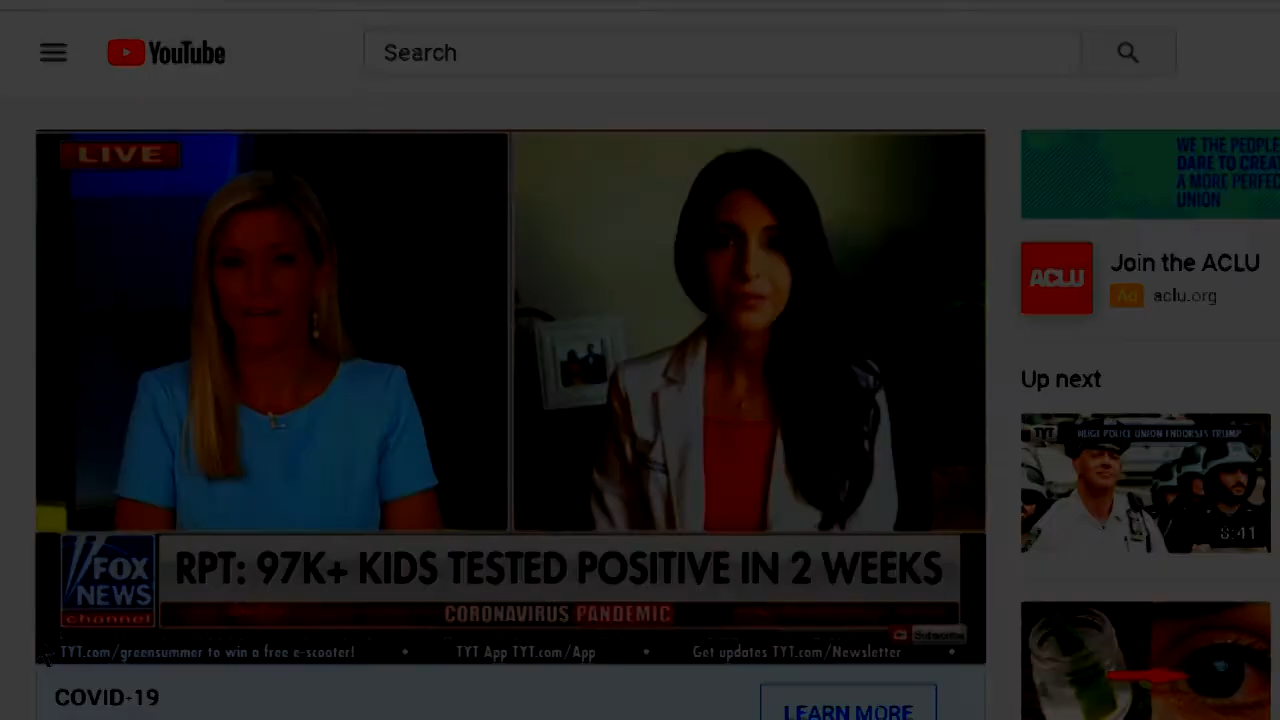 YouTube
Search
LIVE
WE THE PEOPLE
DARE TO CREA
A MORE PERFEC
UNION
ACLU
Join the ACLU
Ad aclu.org
Up next
TYT HUGE POLICE UNION ENDORSES TRUMP
8:41
FOX
NEWS
channel
RPT: 97K+ KIDS TESTED POSITIVE IN 2 WEEKS
CORONAVIRUS PANDEMIC
Subscribe
TYT.com/greensummer to win a free e-scooter! • TYT App TYT.com/App • Get updates TYT.com/Newsletter •
COVID-19
LEARN MORE